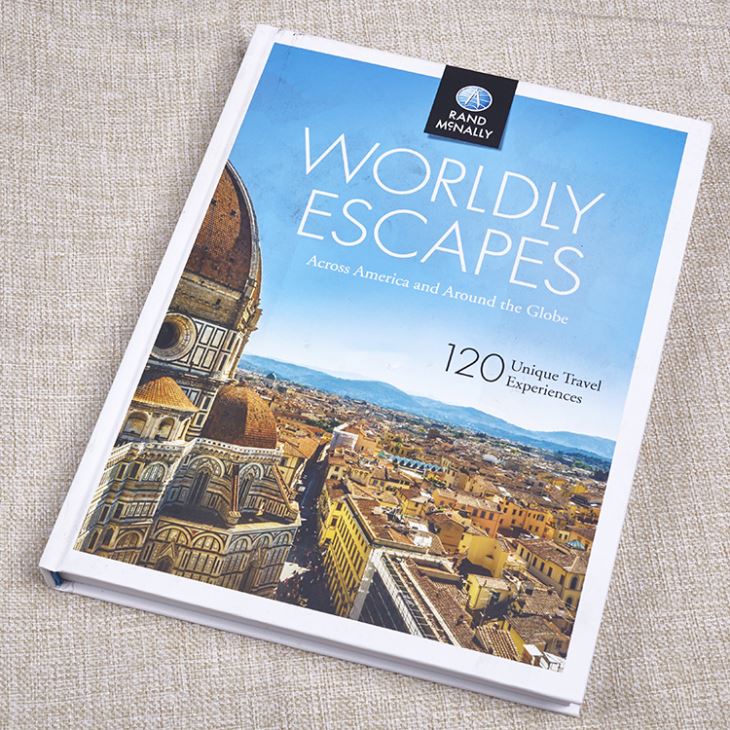 RAND
MCNALLY
WORLDLY
ESCAPES
Across America and Around the Globe
120 Unique Travel
Experiences